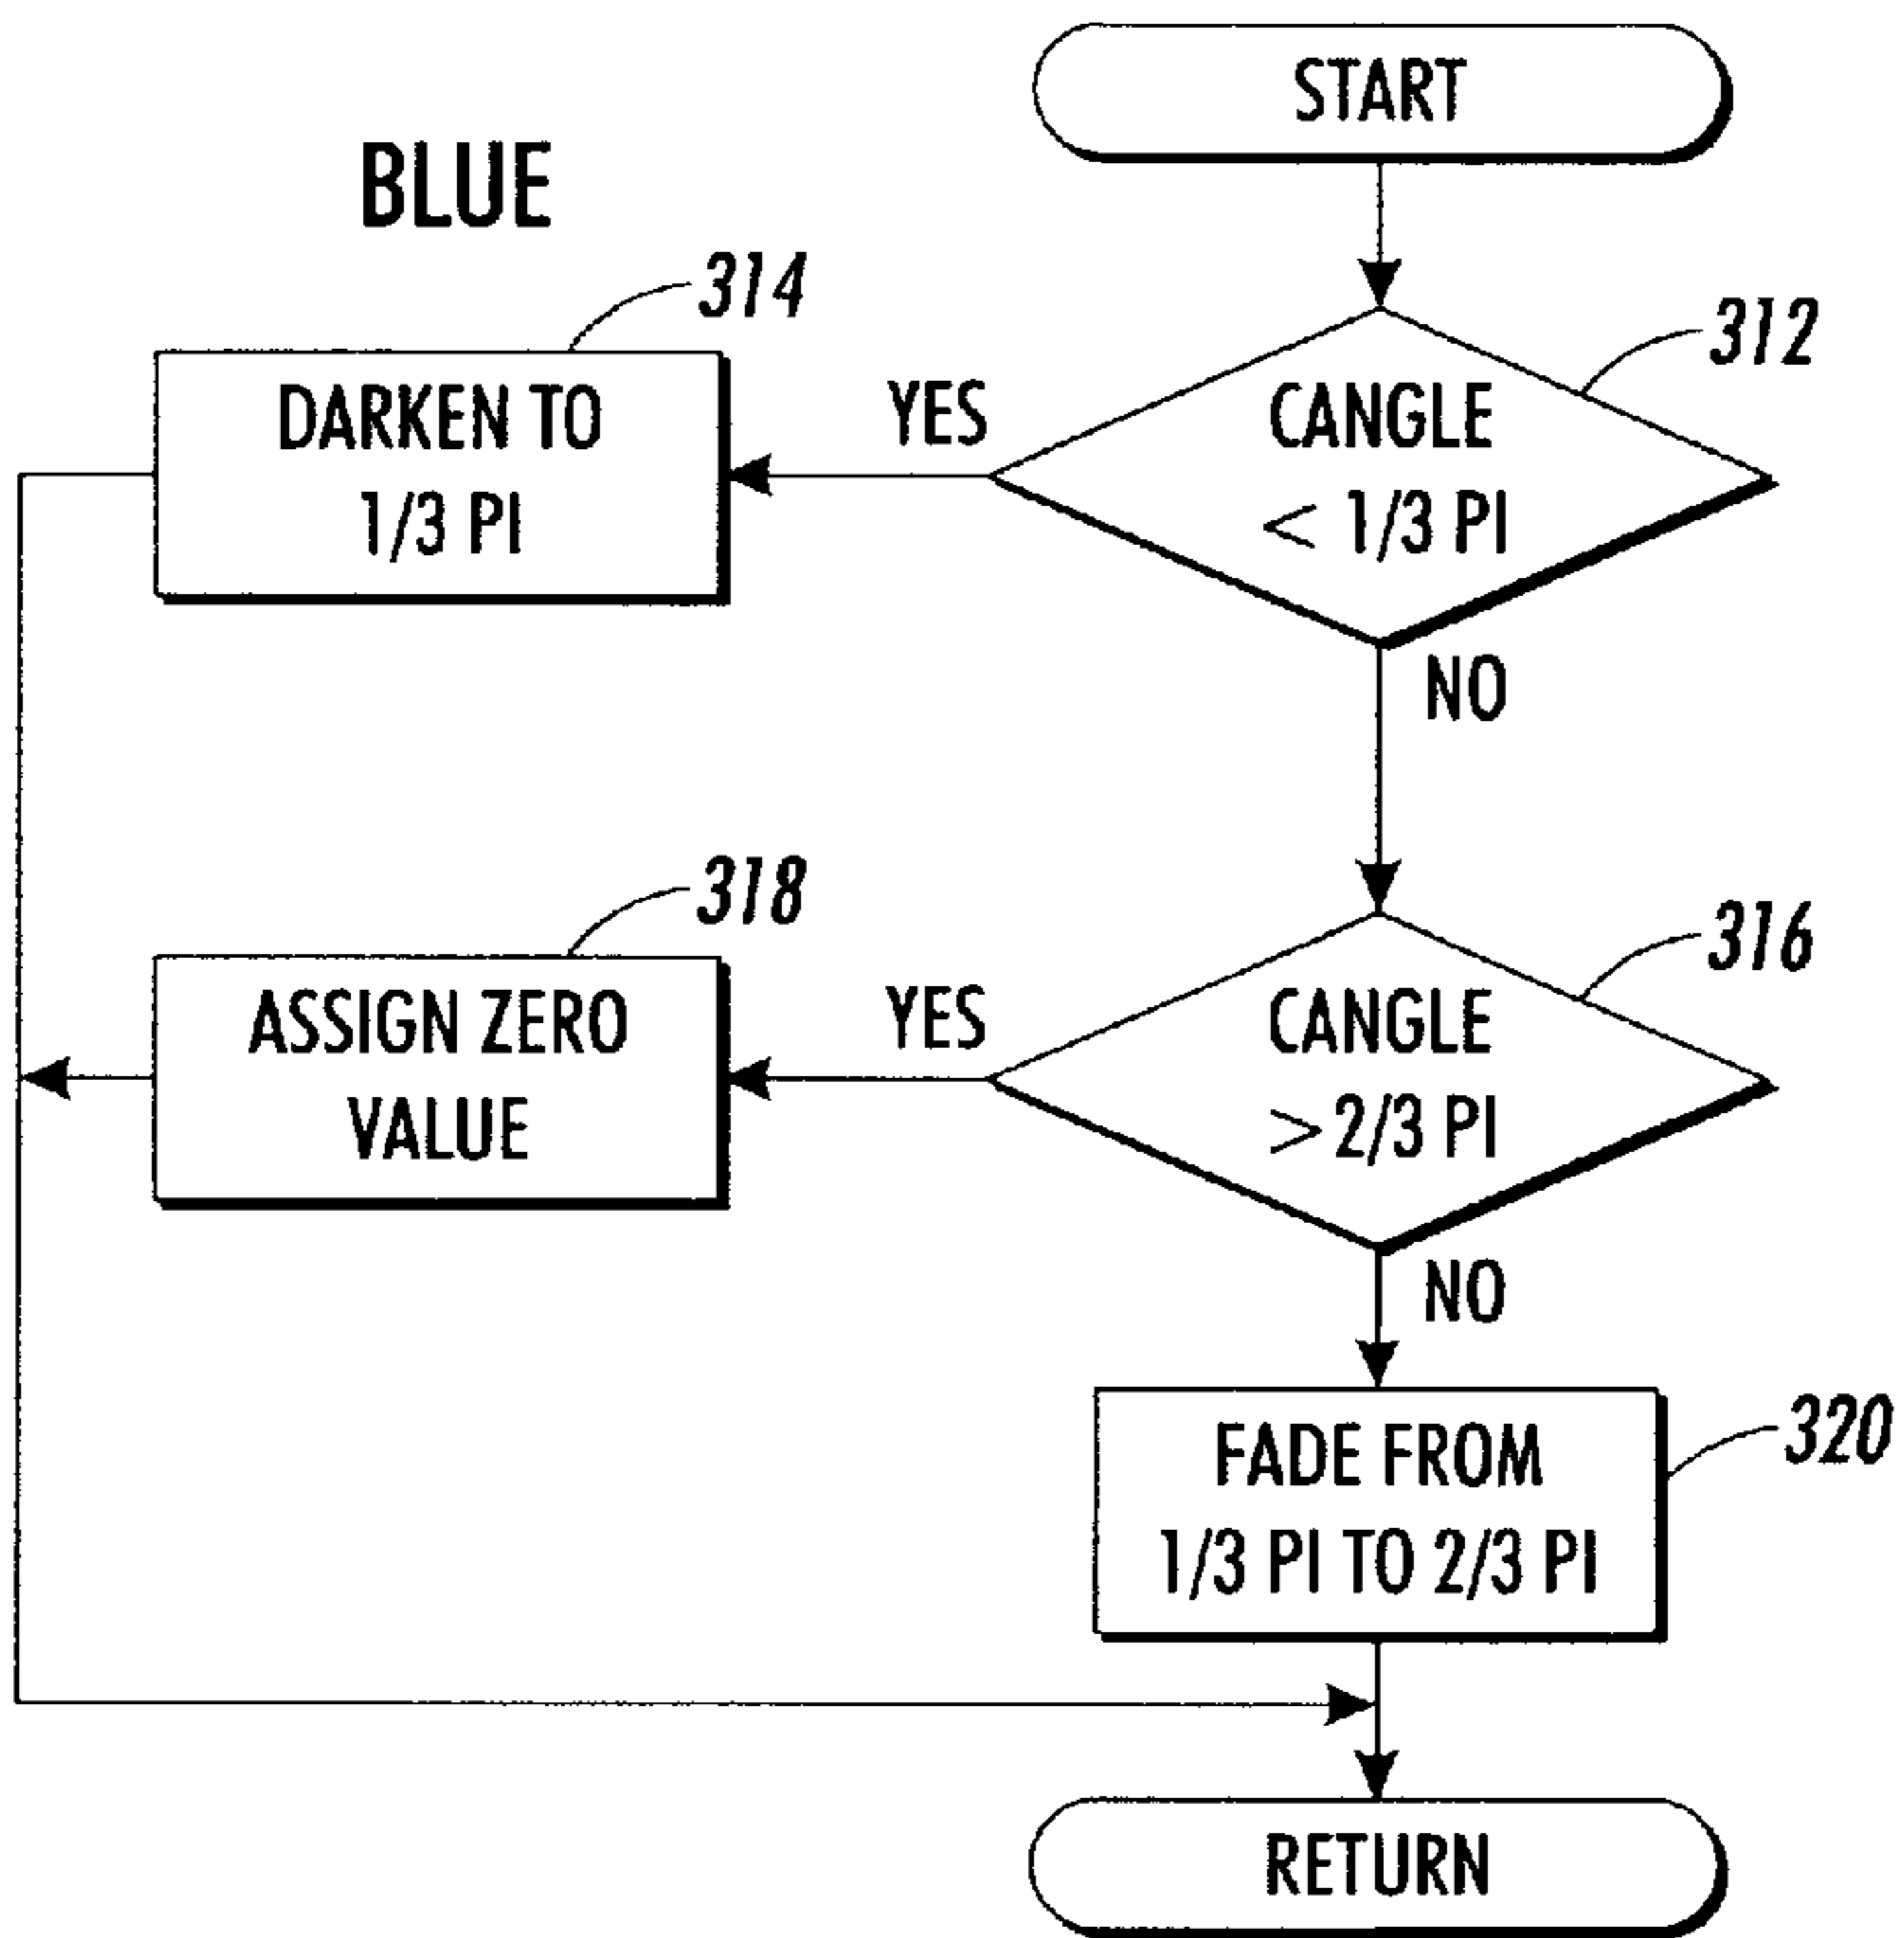 START
BLUE
314
312
DARKEN TO
1/3 PI
YES
CANGLE
< 1/3 PI
NO
318
316
ASSIGN ZERO
VALUE
YES
CANGLE
> 2/3 PI
NO
320
FADE FROM
1/3 PI TO 2/3 PI
RETURN